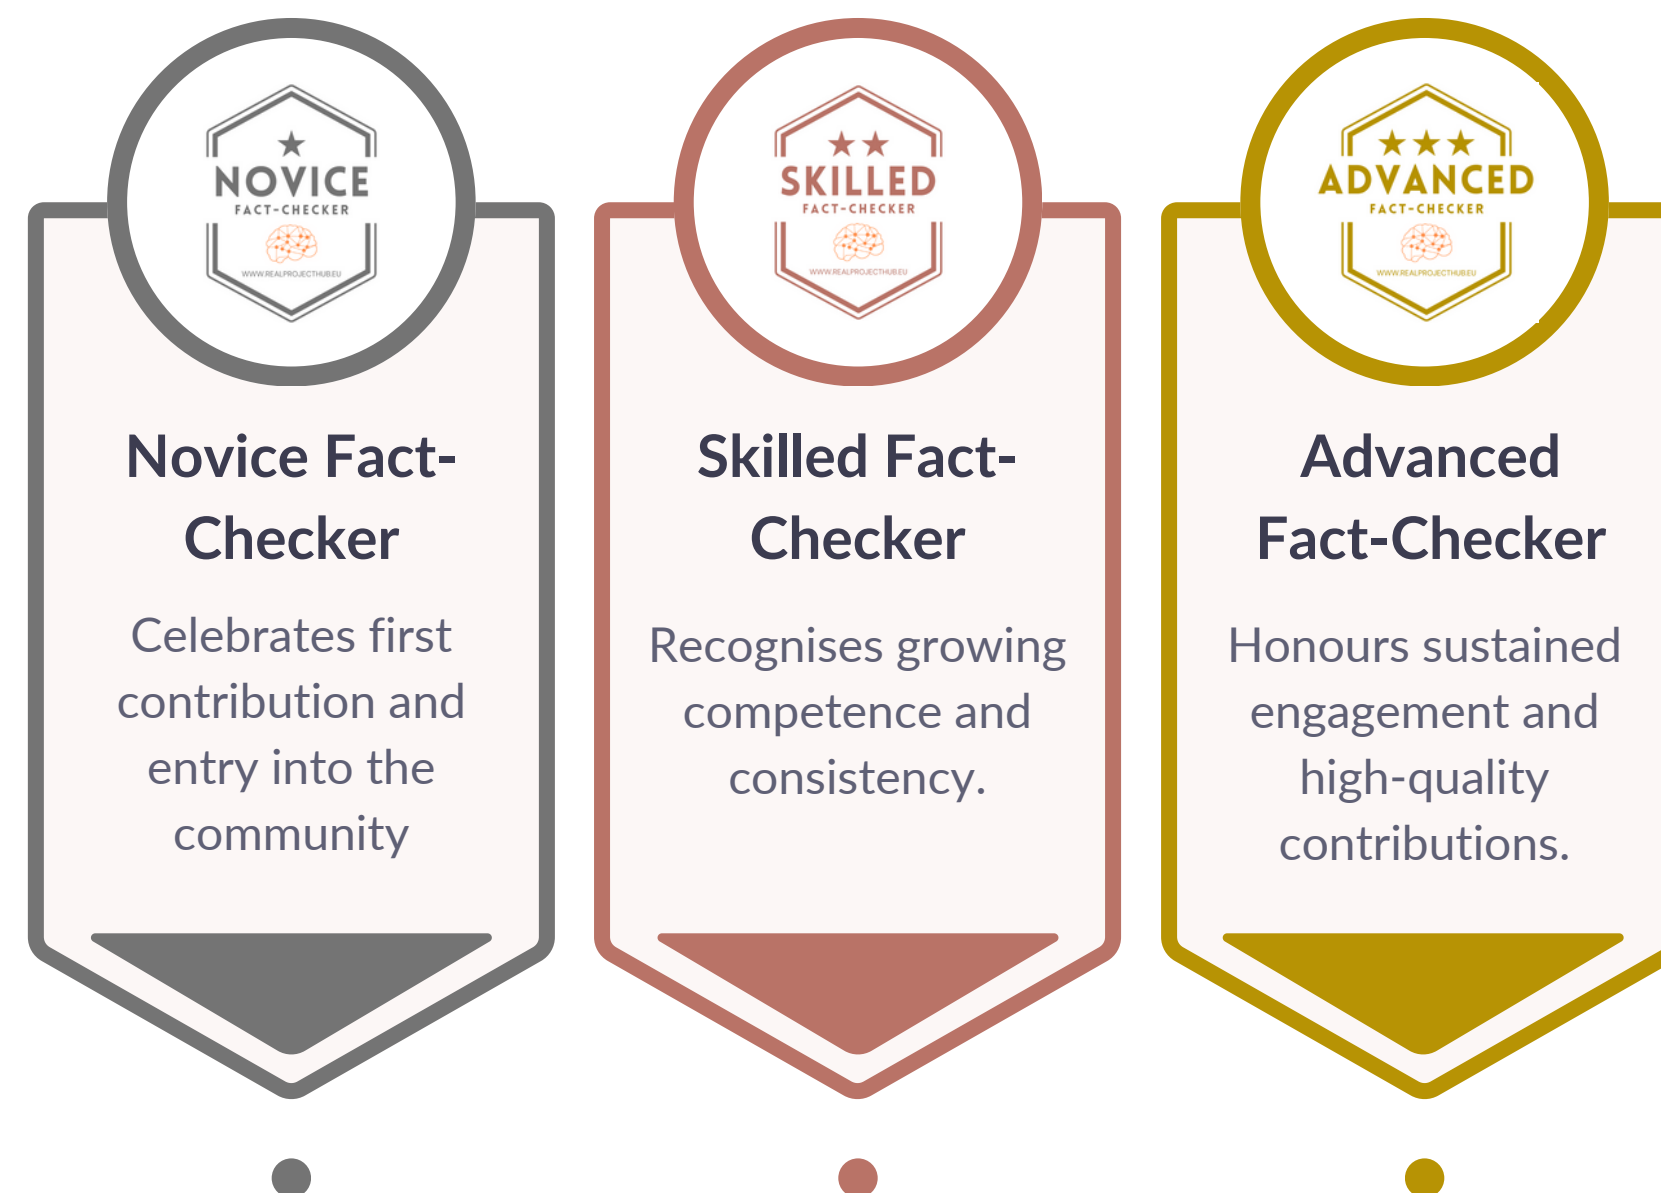 NOVICE
FACT-CHECKER
WWW.REALPROJECTHUB.EU
Novice Fact-
Checker
Celebrates first
contribution and
entry into the
community
SKILLED
FACT-CHECKER
WWW.REALPROJECTHUB.EU
Skilled Fact-
Checker
Recognises growing
competence and
consistency.
ADVANCED
FACT-CHECKER
WWW.REALPROJECTHUB.EU
Advanced
Fact-Checker
Honours sustained
engagement and
high-quality
contributions.